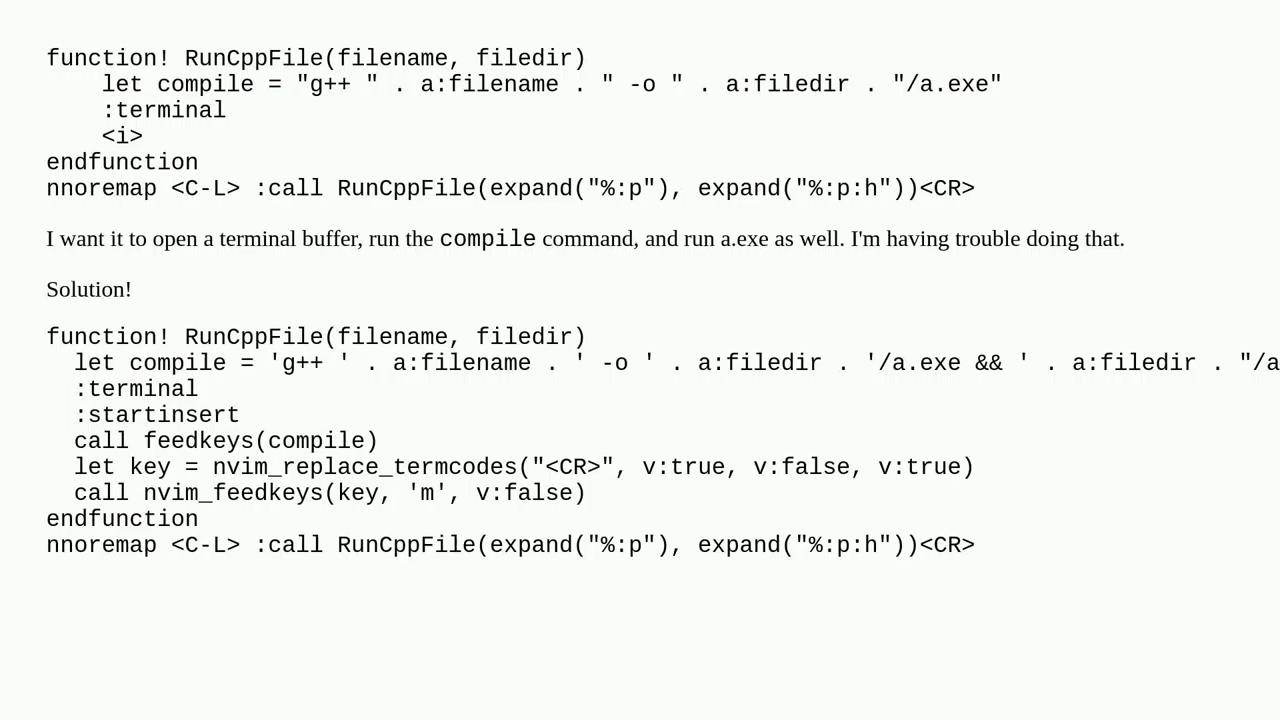 function! RunCppFile(filename, filedir)
    let compile = "g++ " . a:filename . " -o " . a:filedir . "/a.exe"
    :terminal
    <i>
endfunction
nnoremap <C-L> :call RunCppFile(expand("%:p"), expand("%:p:h"))<CR>
I want it to open a terminal buffer, run the compile command, and run a.exe as well. I'm having trouble doing that.
Solution!
function! RunCppFile(filename, filedir)
  let compile = 'g++ ' . a:filename . ' -o ' . a:filedir . '/a.exe && ' . a:filedir . "/a
  :terminal
  :startinsert
  call feedkeys(compile)
  let key = nvim_replace_termcodes("<CR>", v:true, v:false, v:true)
  call nvim_feedkeys(key, 'm', v:false)
endfunction
nnoremap <C-L> :call RunCppFile(expand("%:p"), expand("%:p:h"))<CR>